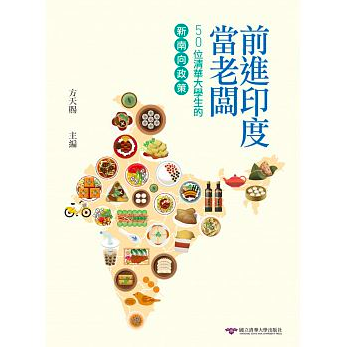 前進印度
當老闆
50位清華大學生的
新南向政策
方天賜 主編
國立清華大學出版社